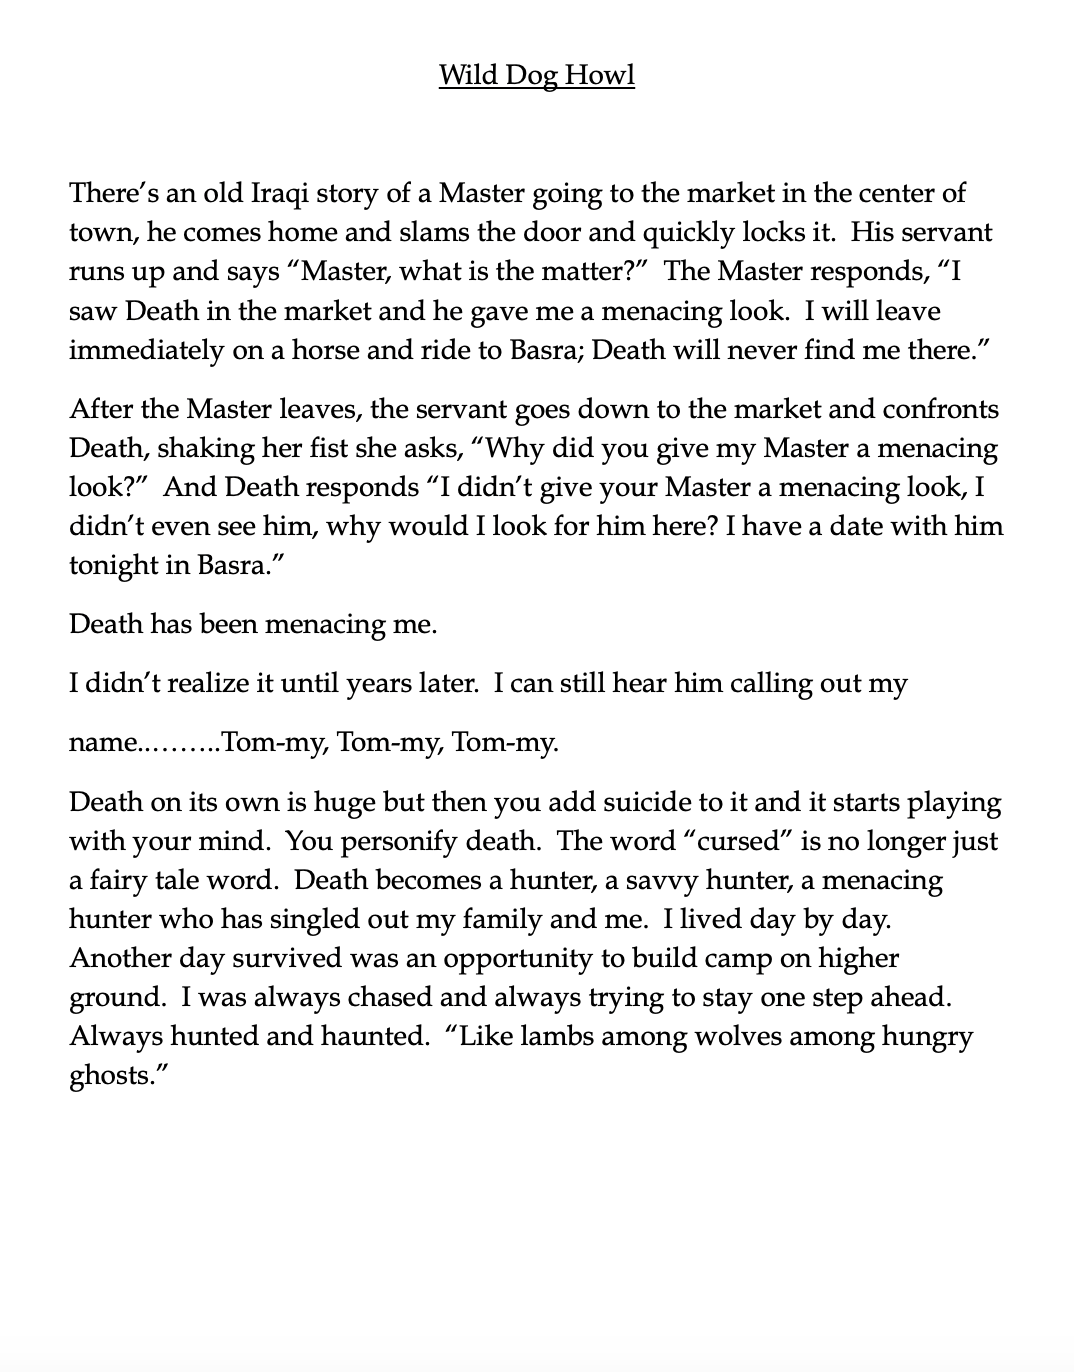 Wild Dog Howl
There’s an old Iraqi story of a Master going to the market in the center of
town, he comes home and slams the door and quickly locks it.  His servant
runs up and says “Master, what is the matter?”  The Master responds, “I
saw Death in the market and he gave me a menacing look.  I will leave
immediately on a horse and ride to Basra; Death will never find me there.”
After the Master leaves, the servant goes down to the market and confronts
Death, shaking her fist she asks, “Why did you give my Master a menacing
look?”  And Death responds “I didn’t give your Master a menacing look, I
didn’t even see him, why would I look for him here? I have a date with him
tonight in Basra.”
Death has been menacing me.
I didn’t realize it until years later.  I can still hear him calling out my
name..……..Tom-my, Tom-my, Tom-my.
Death on its own is huge but then you add suicide to it and it starts playing
with your mind.  You personify death.  The word “cursed” is no longer just
a fairy tale word.  Death becomes a hunter, a savvy hunter, a menacing
hunter who has singled out my family and me.  I lived day by day.
Another day survived was an opportunity to build camp on higher
ground.  I was always chased and always trying to stay one step ahead.
Always hunted and haunted.  “Like lambs among wolves among hungry
ghosts.”